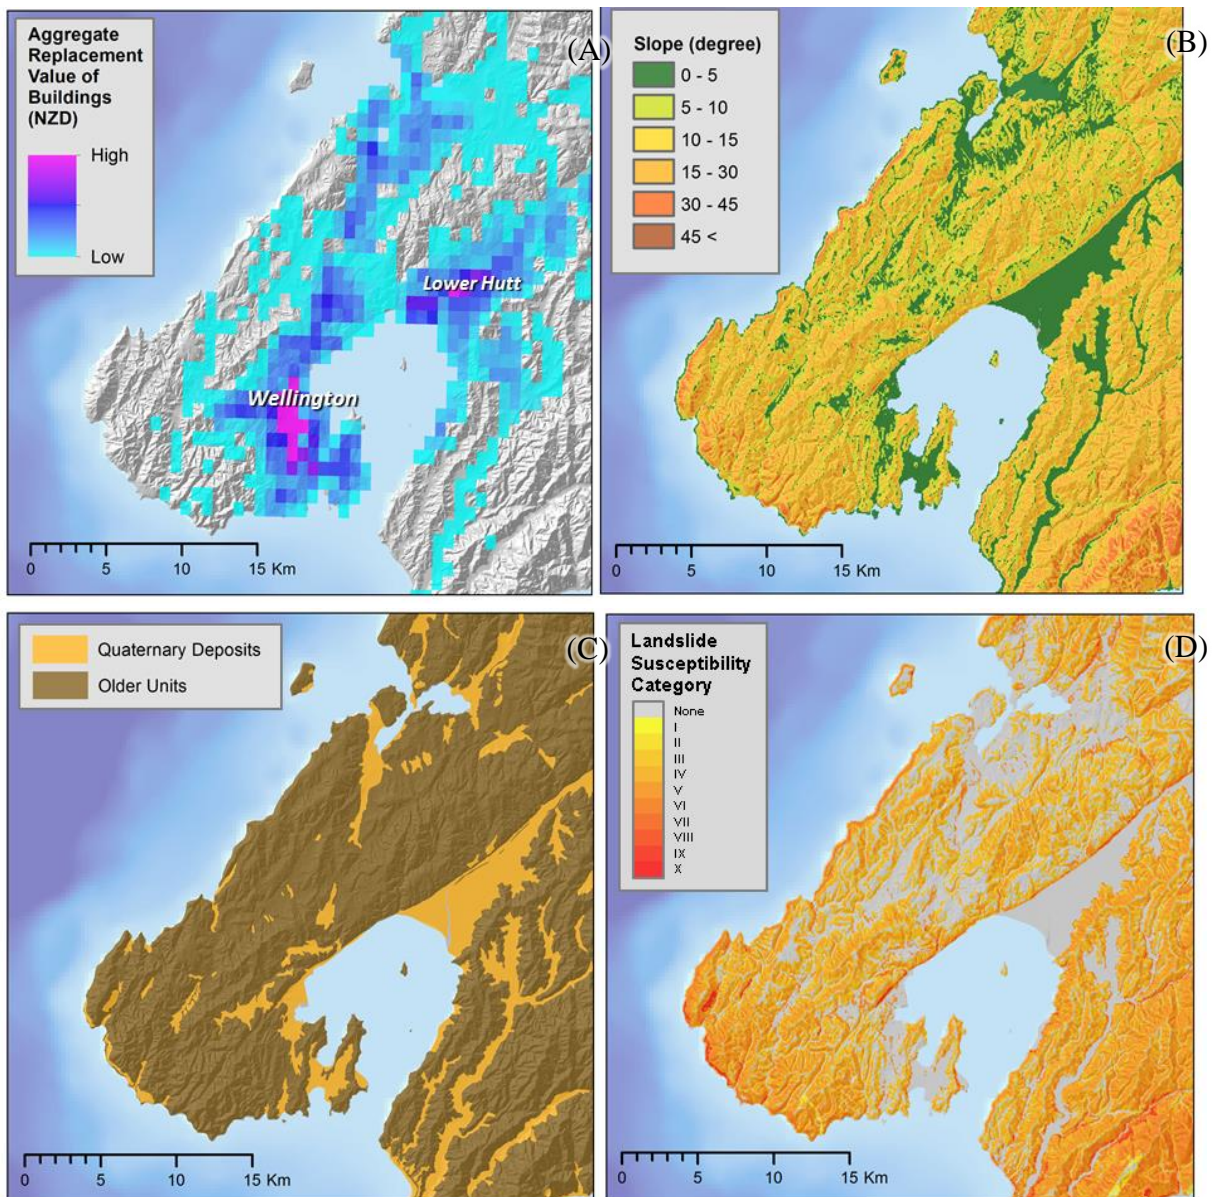 Aggregate
Replacement
Value of
Buildings
(NZD)
High
Low
(A)
Lower Hutt
Wellington
0 5 10 15 Km
Slope (degree)
0 - 5
5 - 10
10 - 15
15 - 30
30 - 45
45 <
(B)
0 5 10 15 Km
Quaternary Deposits
Older Units
(C)
0 5 10 15 Km
Landslide
Susceptibility
Category
None
I
II
III
IV
V
VI
VII
VIII
IX
X
(D)
0 5 10 15 Km